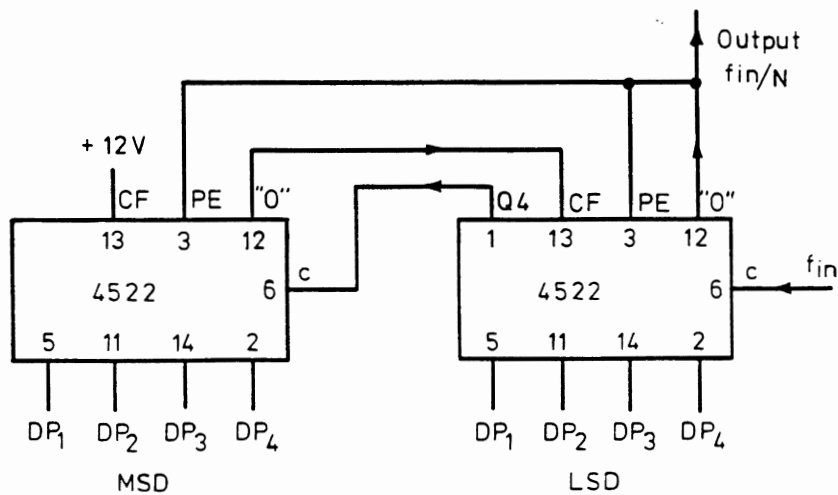 Output
fin/N
+ 12V
CF PE "0" Q4 CF PE "0"
13 3 12 1 13 3 12
c c fin
4522 6 4522 6
5 11 14 2 5 11 14 2
DP1 DP2 DP3 DP4 DP1 DP2 DP3 DP4
MSD LSD